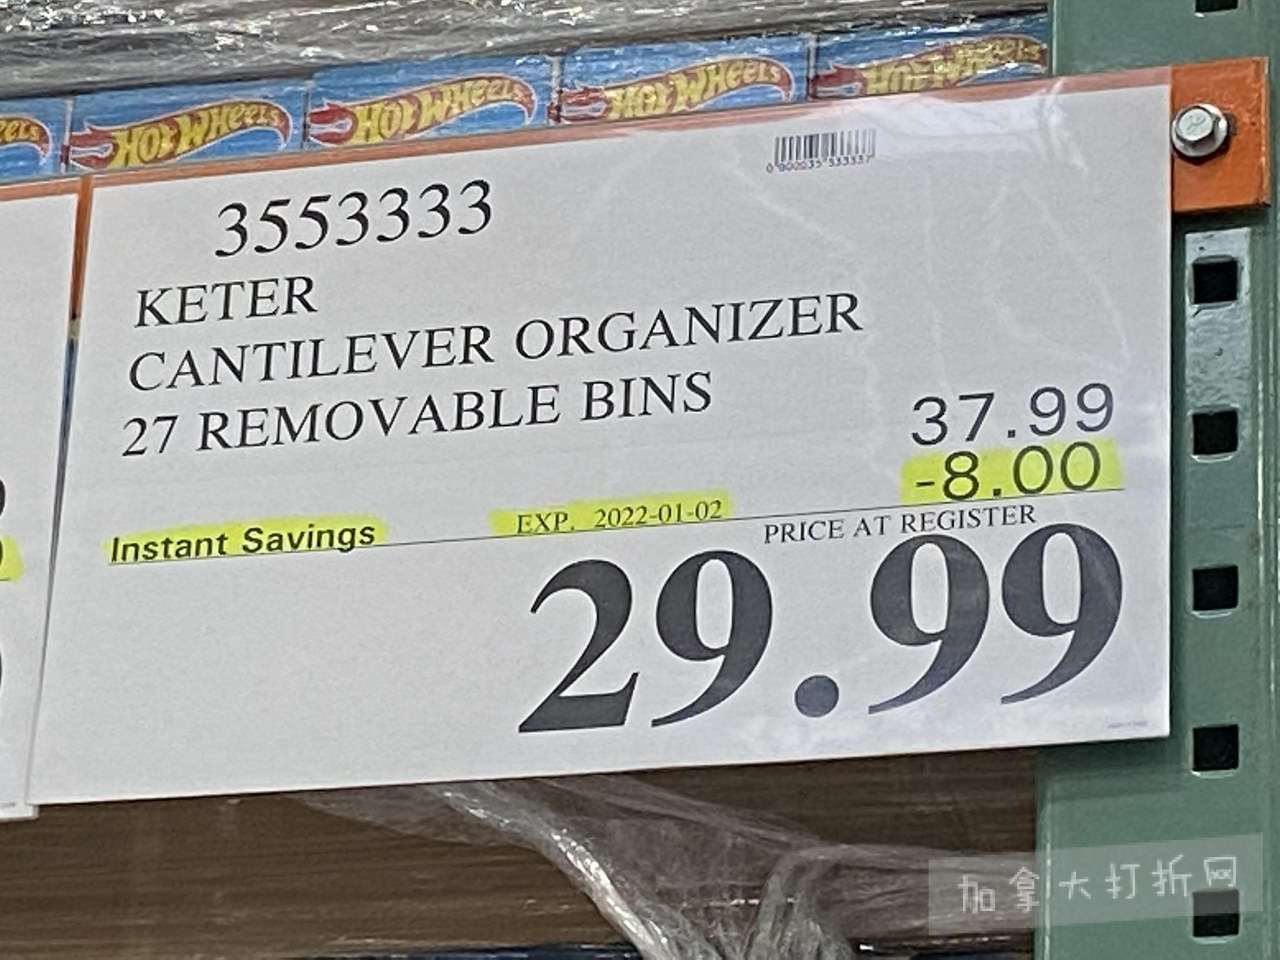 HOT WHEELS HOT WHEELS HOT WHEELS HOT WHEELS
3553333
KETER
CANTILEVER ORGANIZER
27 REMOVABLE BINS
37.99
-8.00
Instant Savings EXP. 2022-01-02
PRICE AT REGISTER
29.99
加拿大打折网